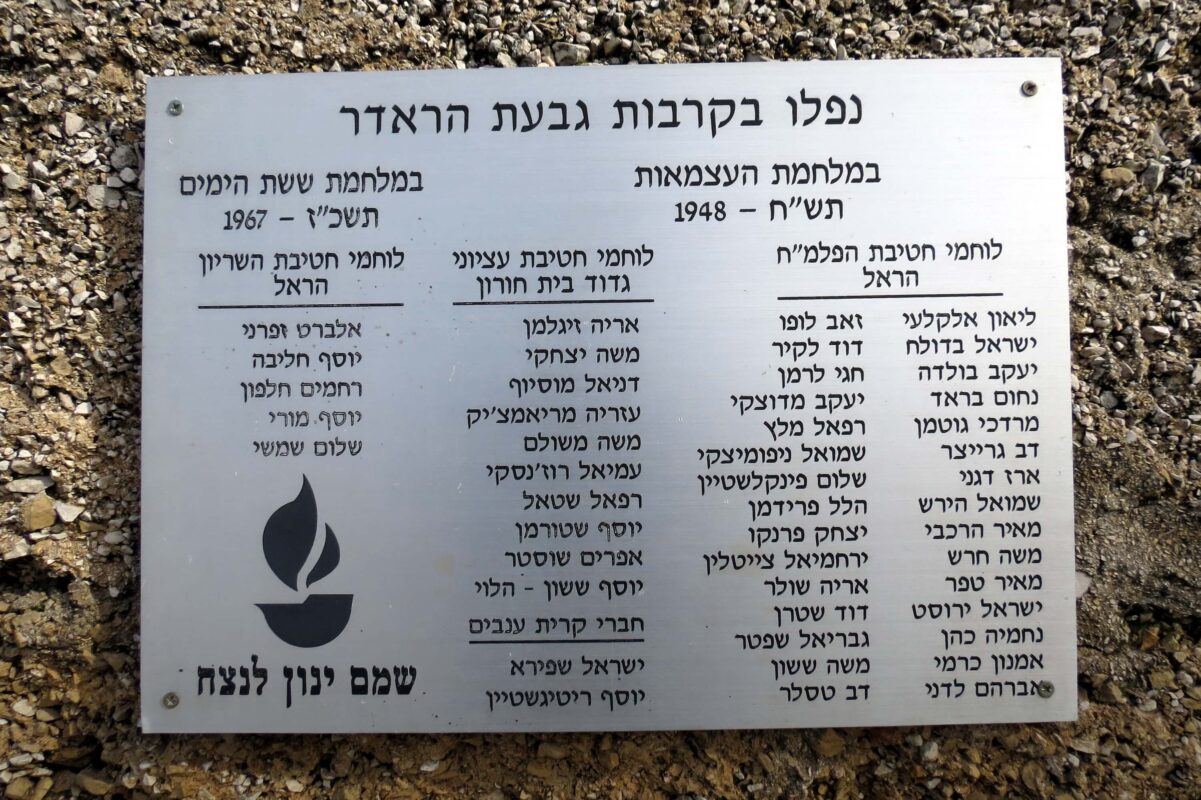 נפלו בקרבות גבעת הראדר
במלחמת העצמאות
תש"ח – 1948
לוחמי חטיבת הפלמ"ח
הראל
ליאון אלקלעי
ישראל בדולח
יעקב בולדה
נחום בראד
מרדכי גוטמן
דב גרייצר
ארז דגני
שמואל הירש
מאיר הרכבי
משה חרש
מאיר טפר
ישראל ירוסט
נחמיה כהן
אמנון כרמי
אברהם לדני
זאב לופו
דוד לקיר
חגי לרמן
יעקב מדוצקי
רפאל מלץ
שמואל ניפומיצקי
שלום פינקלשטיין
הלל פרידמן
יצחק פרנקו
ירחמיאל צייטלין
אריה שולר
דוד שטרן
גבריאל שפטר
משה ששון
דב טסלר
לוחמי חטיבת עציוני
גדוד בית חורון
אריה זיגלמן
משה יצחקי
דניאל מוסיוף
עזריה מריאמצ'יק
משה משולם
עמיאל רוז'נסקי
רפאל שטאל
יוסף שטורמן
אפרים שוסטר
יוסף ששון - הלוי
חברי קרית ענבים
ישראל שפירא
יוסף ריטיגשטיין
במלחמת ששת הימים
תשכ"ז – 1967
לוחמי חטיבת השריון
הראל
אלברט זפרני
יוסף חליבה
רחמים חלפון
יוסף מורי
שלום שמשי
שמם ינון לנצח